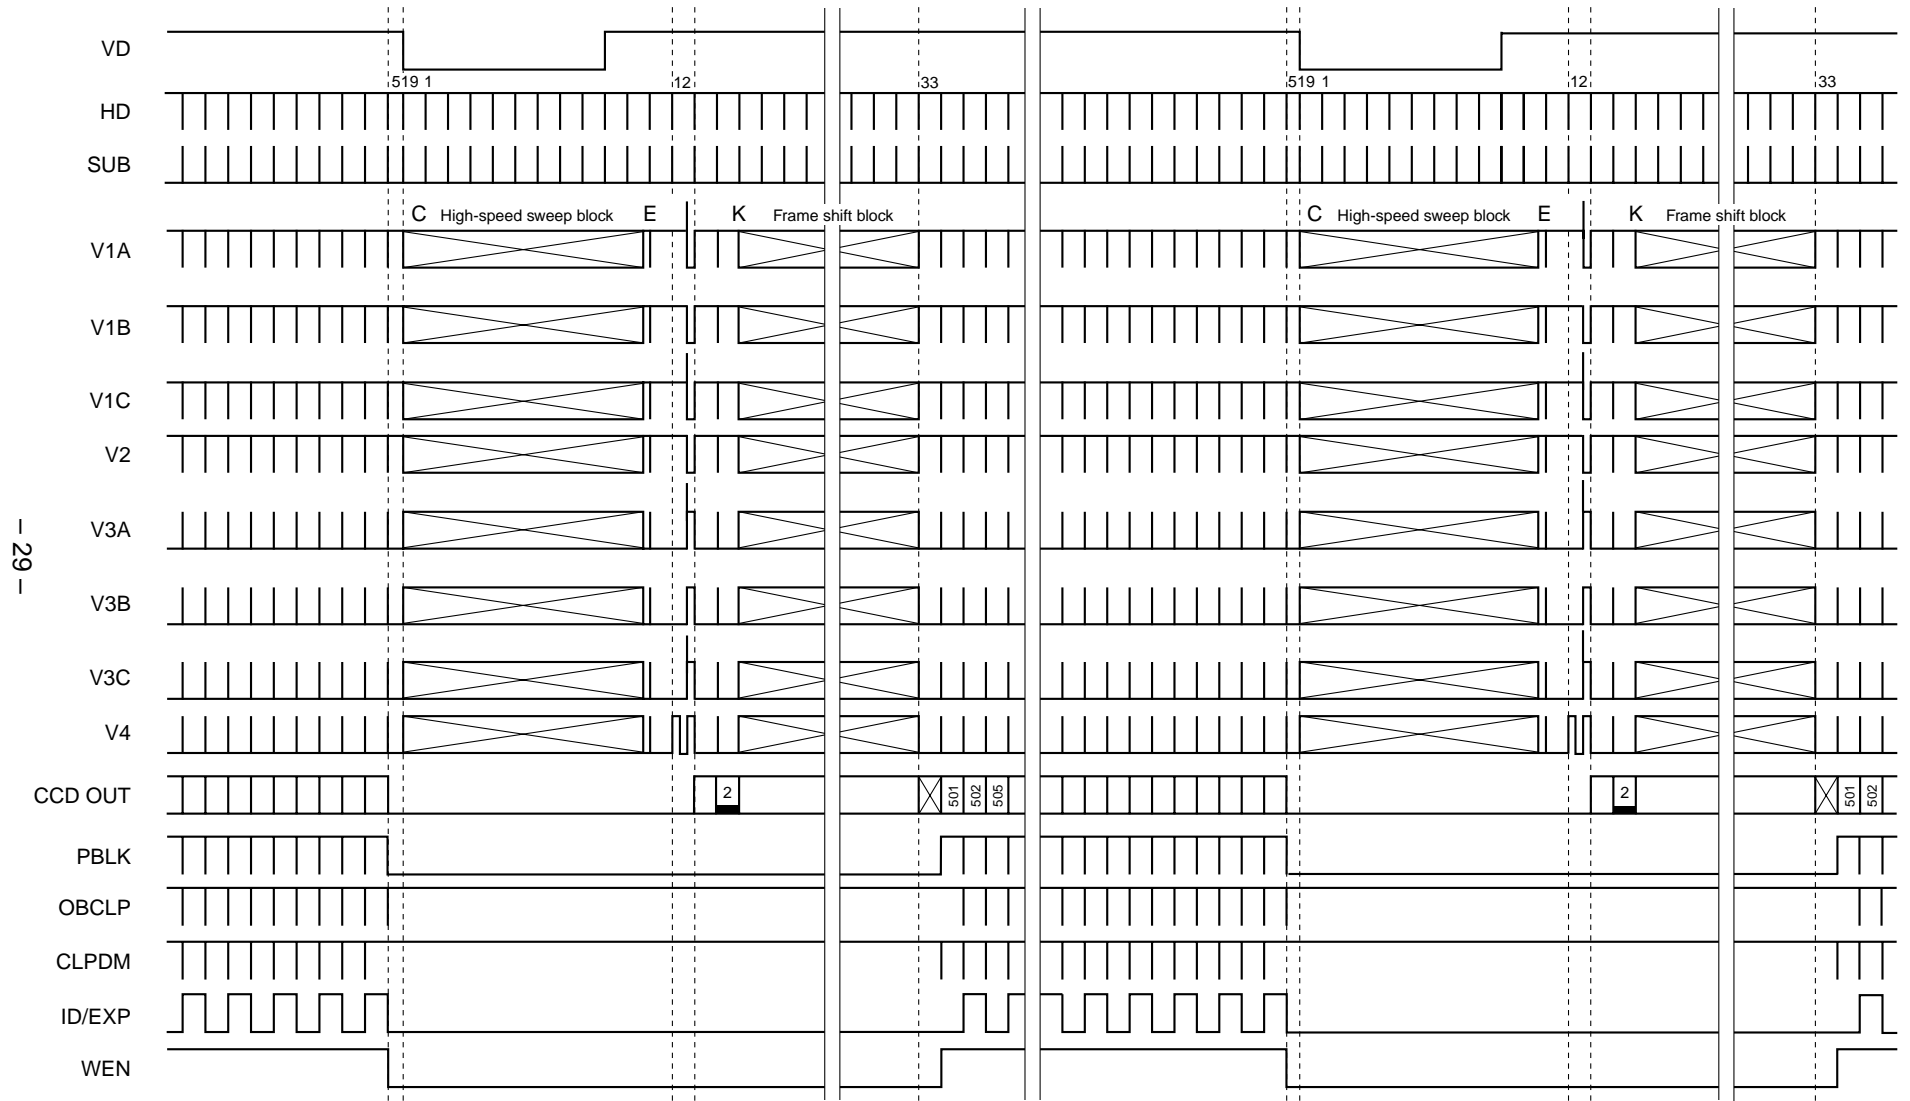 VD
519 1
12
33
519 1
12
33
HD
SUB
C High-speed sweep block E K Frame shift block
C High-speed sweep block E K Frame shift block
V1A
V1B
V1C
V2
V3A
– 29 –
V3B
V3C
V4
CCD OUT
2
501
502
505
2
501
502
PBLK
OBCLP
CLPDM
ID/EXP
WEN